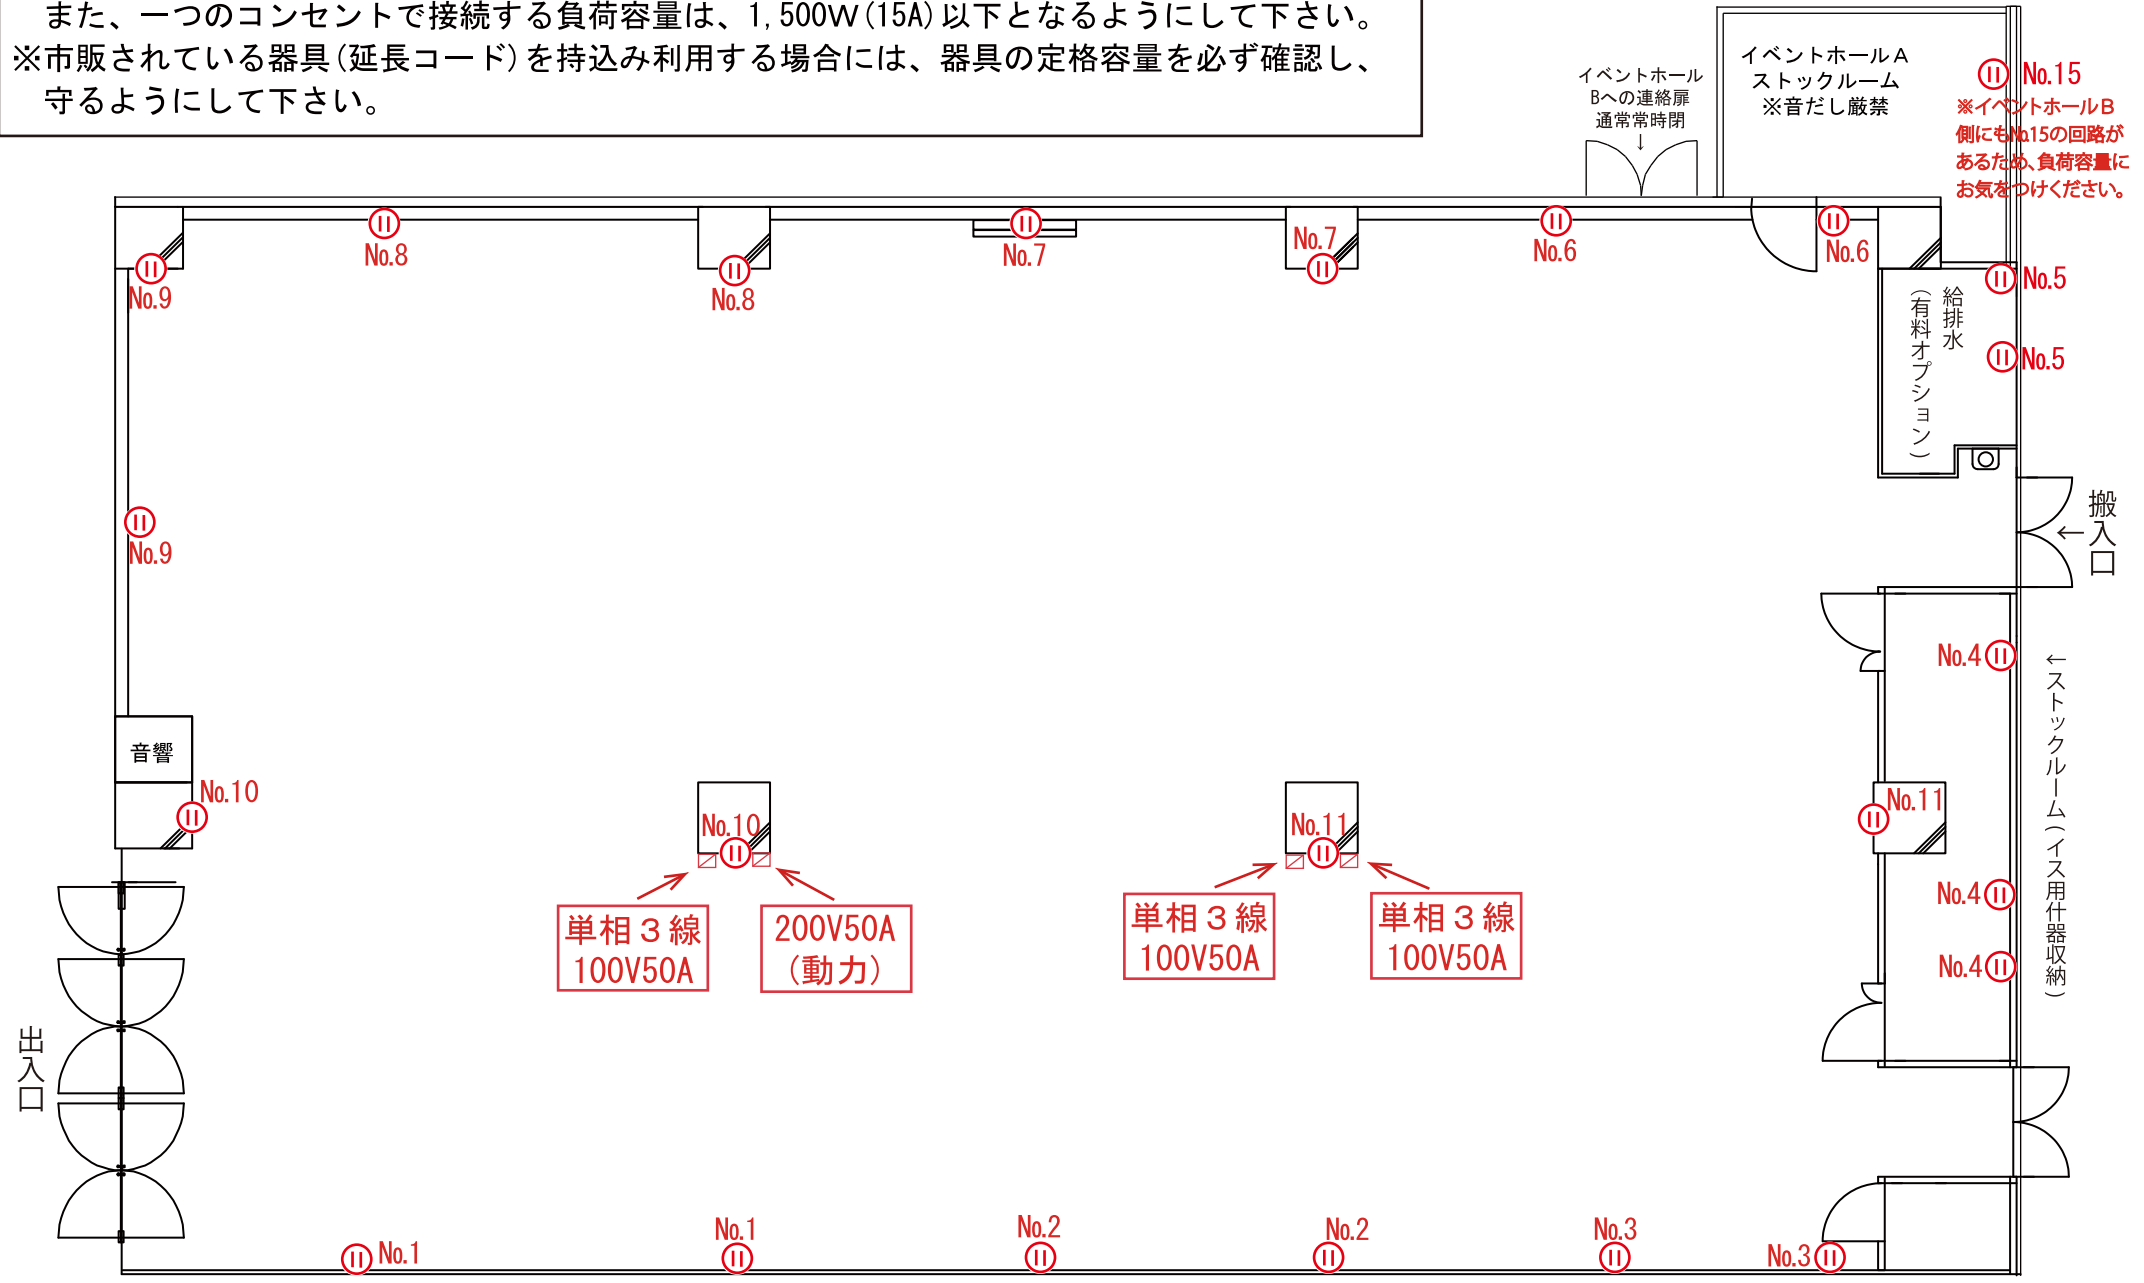 また、一つのコンセントで接続する負荷容量は、1,500W(15A)以下となるようにして下さい。
※市販されている器具(延長コード)を持込み利用する場合には、器具の定格容量を必ず確認し、
守るようにして下さい。
イベントホール
Bへの連絡扉
通常常時閉
↓
イベントホールA
ストックルーム
※音だし厳禁
No.15
※イベントホールB
側にもNo.15の回路が
あるため、負荷容量に
お気をつけください。
No.9
No.8
No.8
No.7
No.7
No.6
No.6
No.5
No.5
給排水
(有料オプション)
No.9
搬入口
←
No.4
←ストックルーム(イス用什器収納)
音響
No.10
No.10
No.11
No.11
単相3線
100V50A
200V50A
(動力)
単相3線
100V50A
単相3線
100V50A
No.4
No.4
出入口
No.1
No.1
No.2
No.2
No.3
No.3